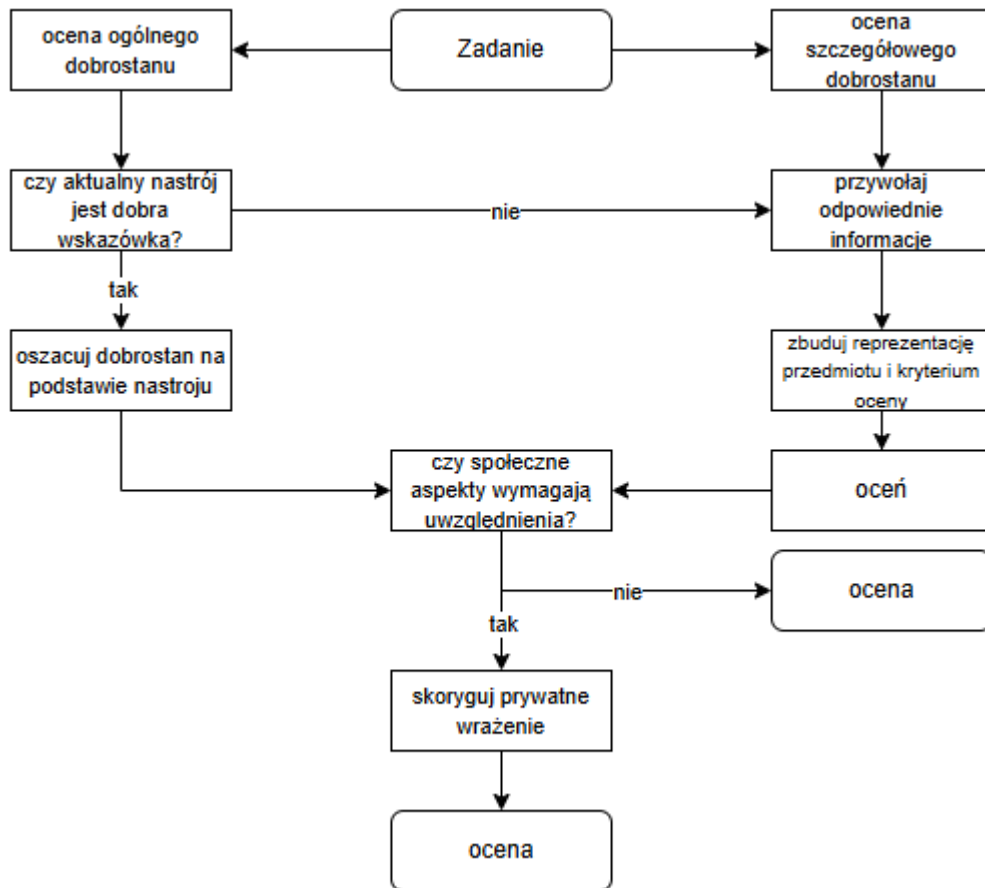 ocena ogólnego
dobrostanu
Zadanie
ocena
szczegółowego
dobrostanu
czy aktualny nastrój
jest dobra
wskazówka?
nie
przywołaj
odpowiednie
informacje
tak
oszacuj dobrostan na
podstawie nastroju
zbuduj reprezentację
przedmiotu i kryterium
oceny
czy społeczne
aspekty wymagają
uwzględnienia?
oceń
nie
ocena
tak
skoryguj prywatne
wrażenie
ocena